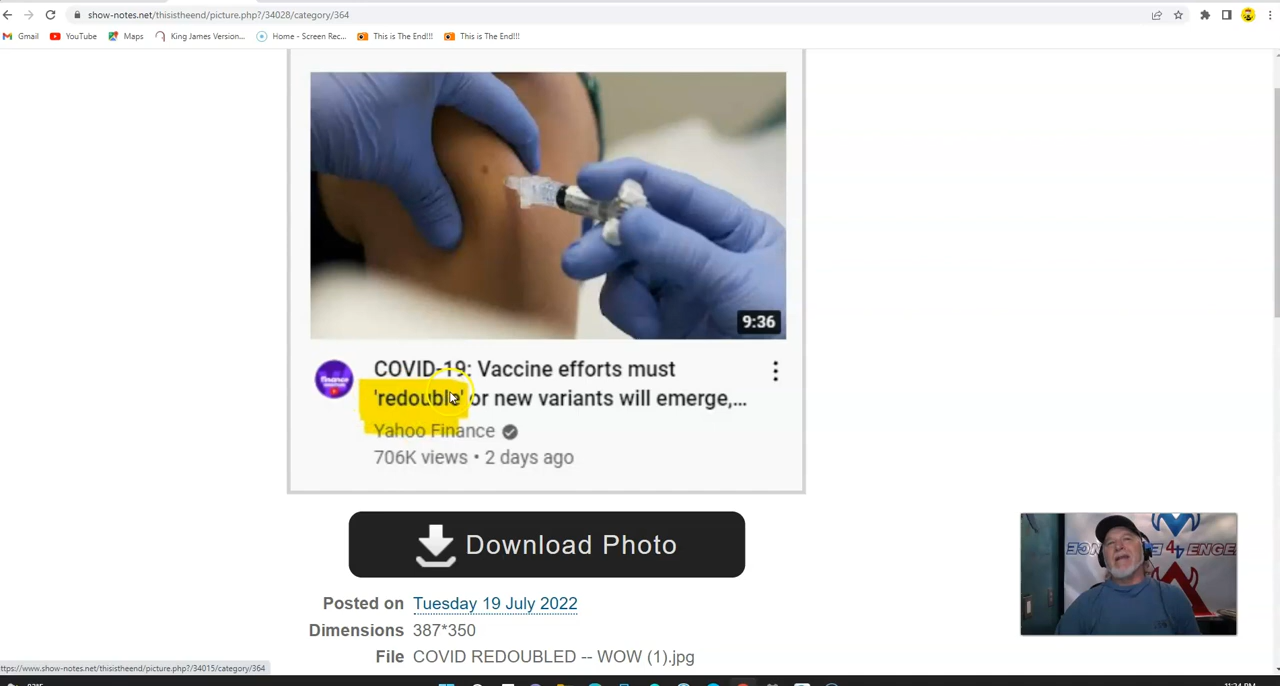 show-notes.net/thisistheend/picture.php?/34028/category/364
Gmail YouTube Maps King James Version... Home - Screen Rec... This is The End!!! This is The End!!!
9:36
COVID-19: Vaccine efforts must
'redouble' or new variants will emerge,...
Yahoo Finance
706K views • 2 days ago
Download Photo
Posted on Tuesday 19 July 2022
Dimensions 387*350
File COVID REDOUBLED -- WOW (1).jpg
https://www.show-notes.net/thisistheend/picture.php?/34015/category/364